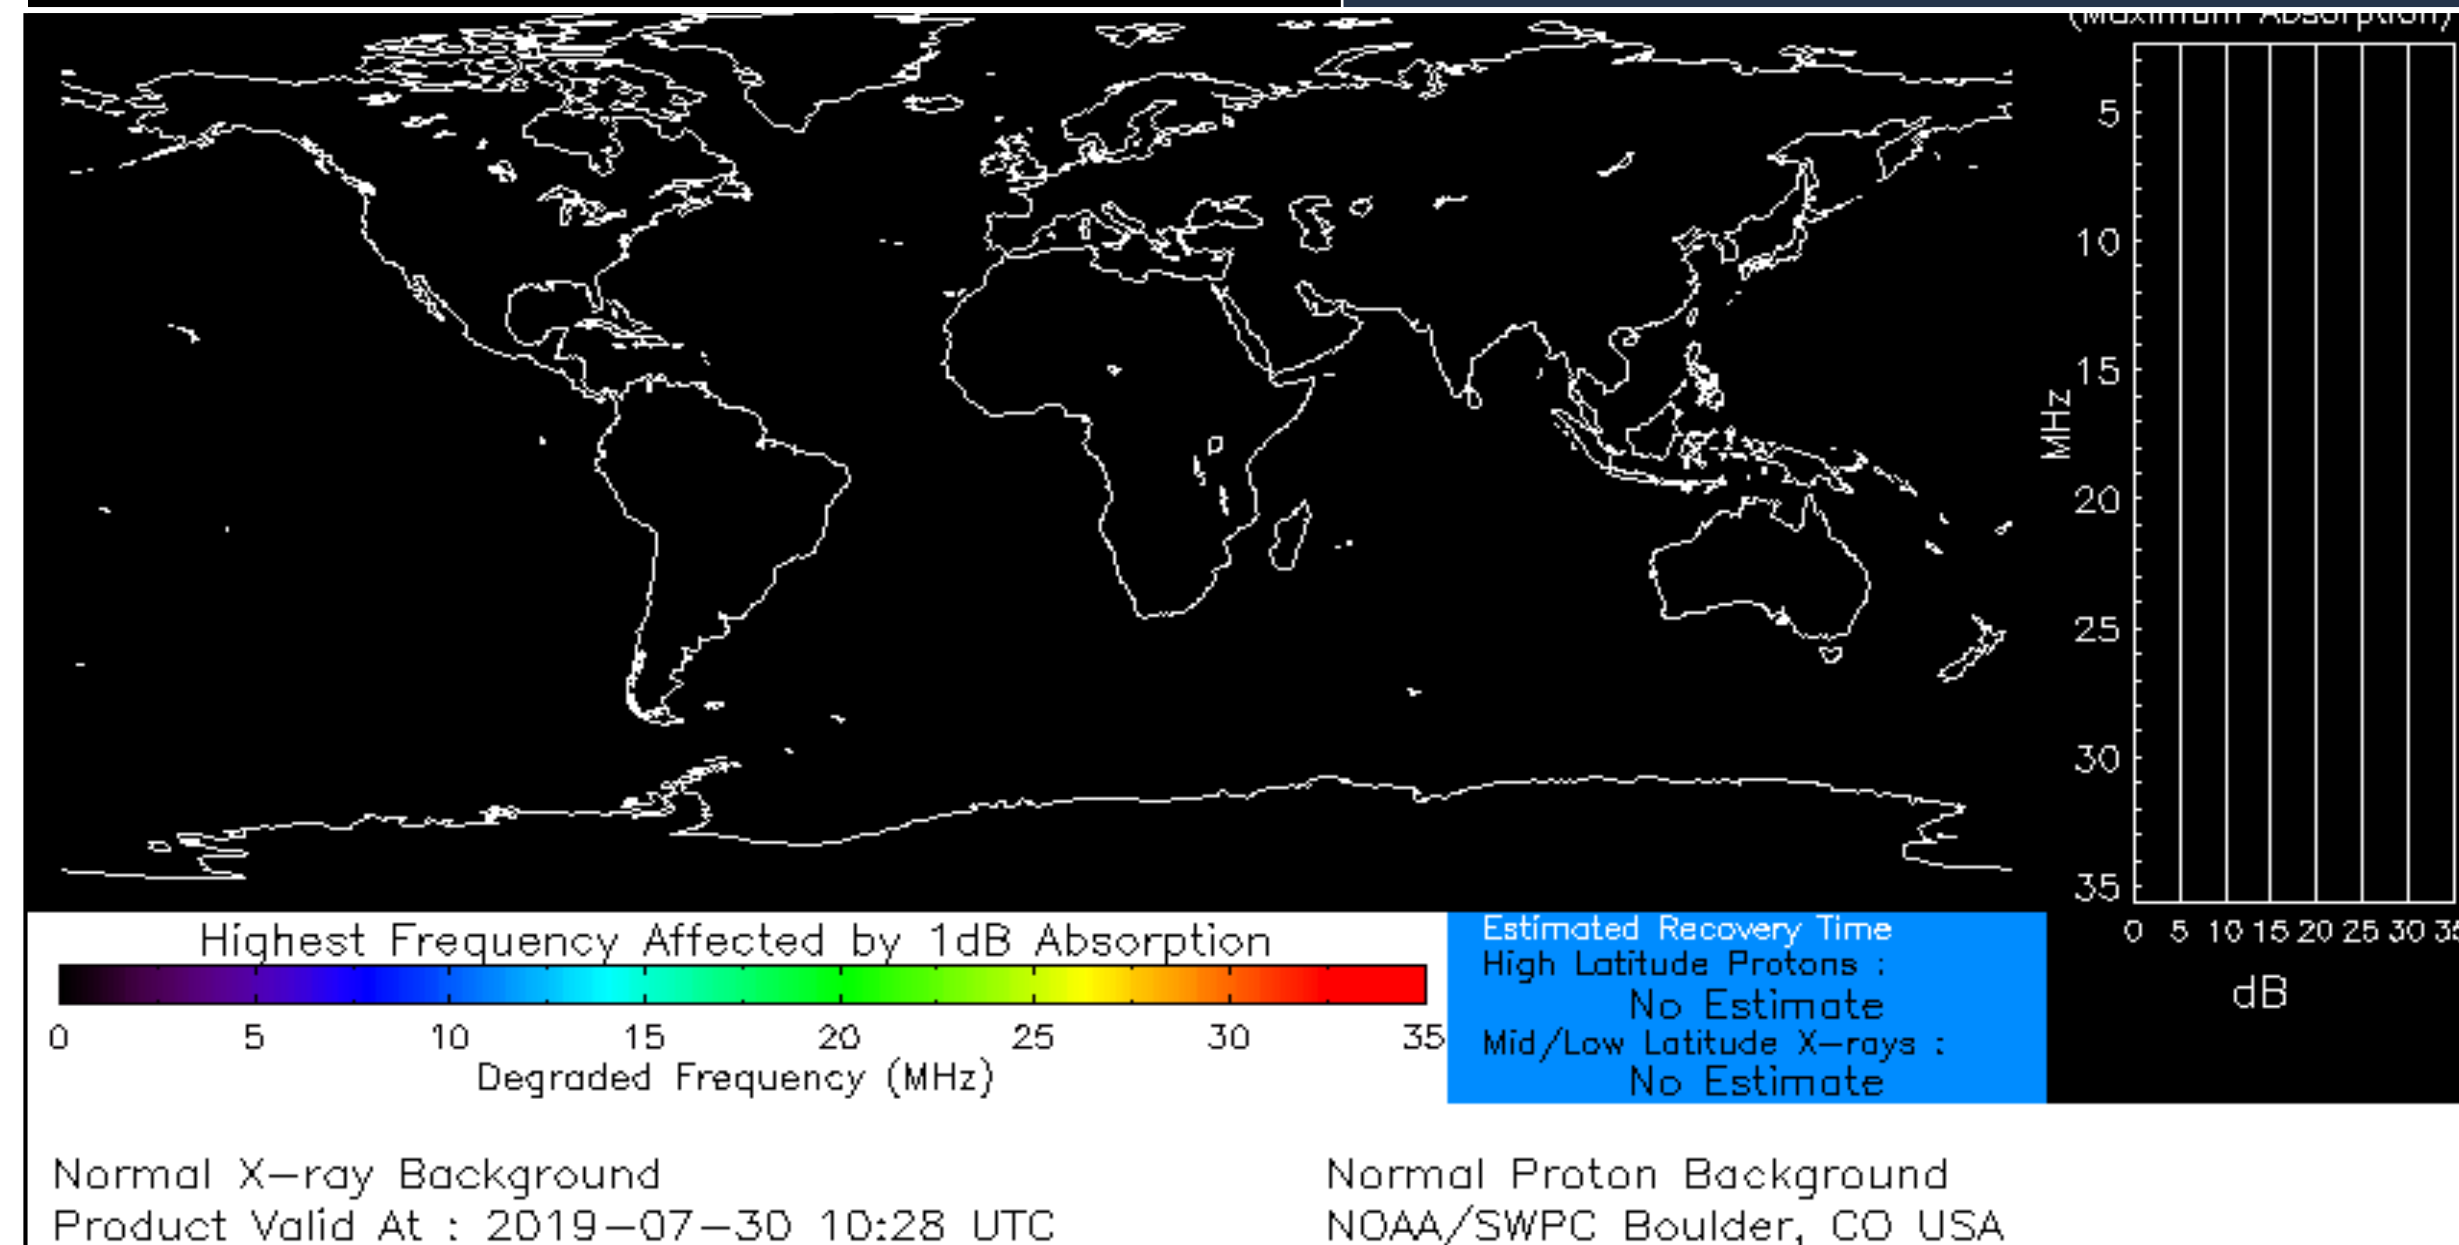 (Maximum Absorption)
5
10
15
20
25
30
35
MHz
0 5 10 15 20 25 30 35
dB
Highest Frequency Affected by 1dB Absorption
0 5 10 15 20 25 30 35
Degraded Frequency (MHz)
Estimated Recovery Time
High Latitude Protons :
No Estimate
Mid/Low Latitude X-rays :
No Estimate
Normal X-ray Background
Product Valid At : 2019-07-30 10:28 UTC
Normal Proton Background
NOAA/SWPC Boulder, CO USA